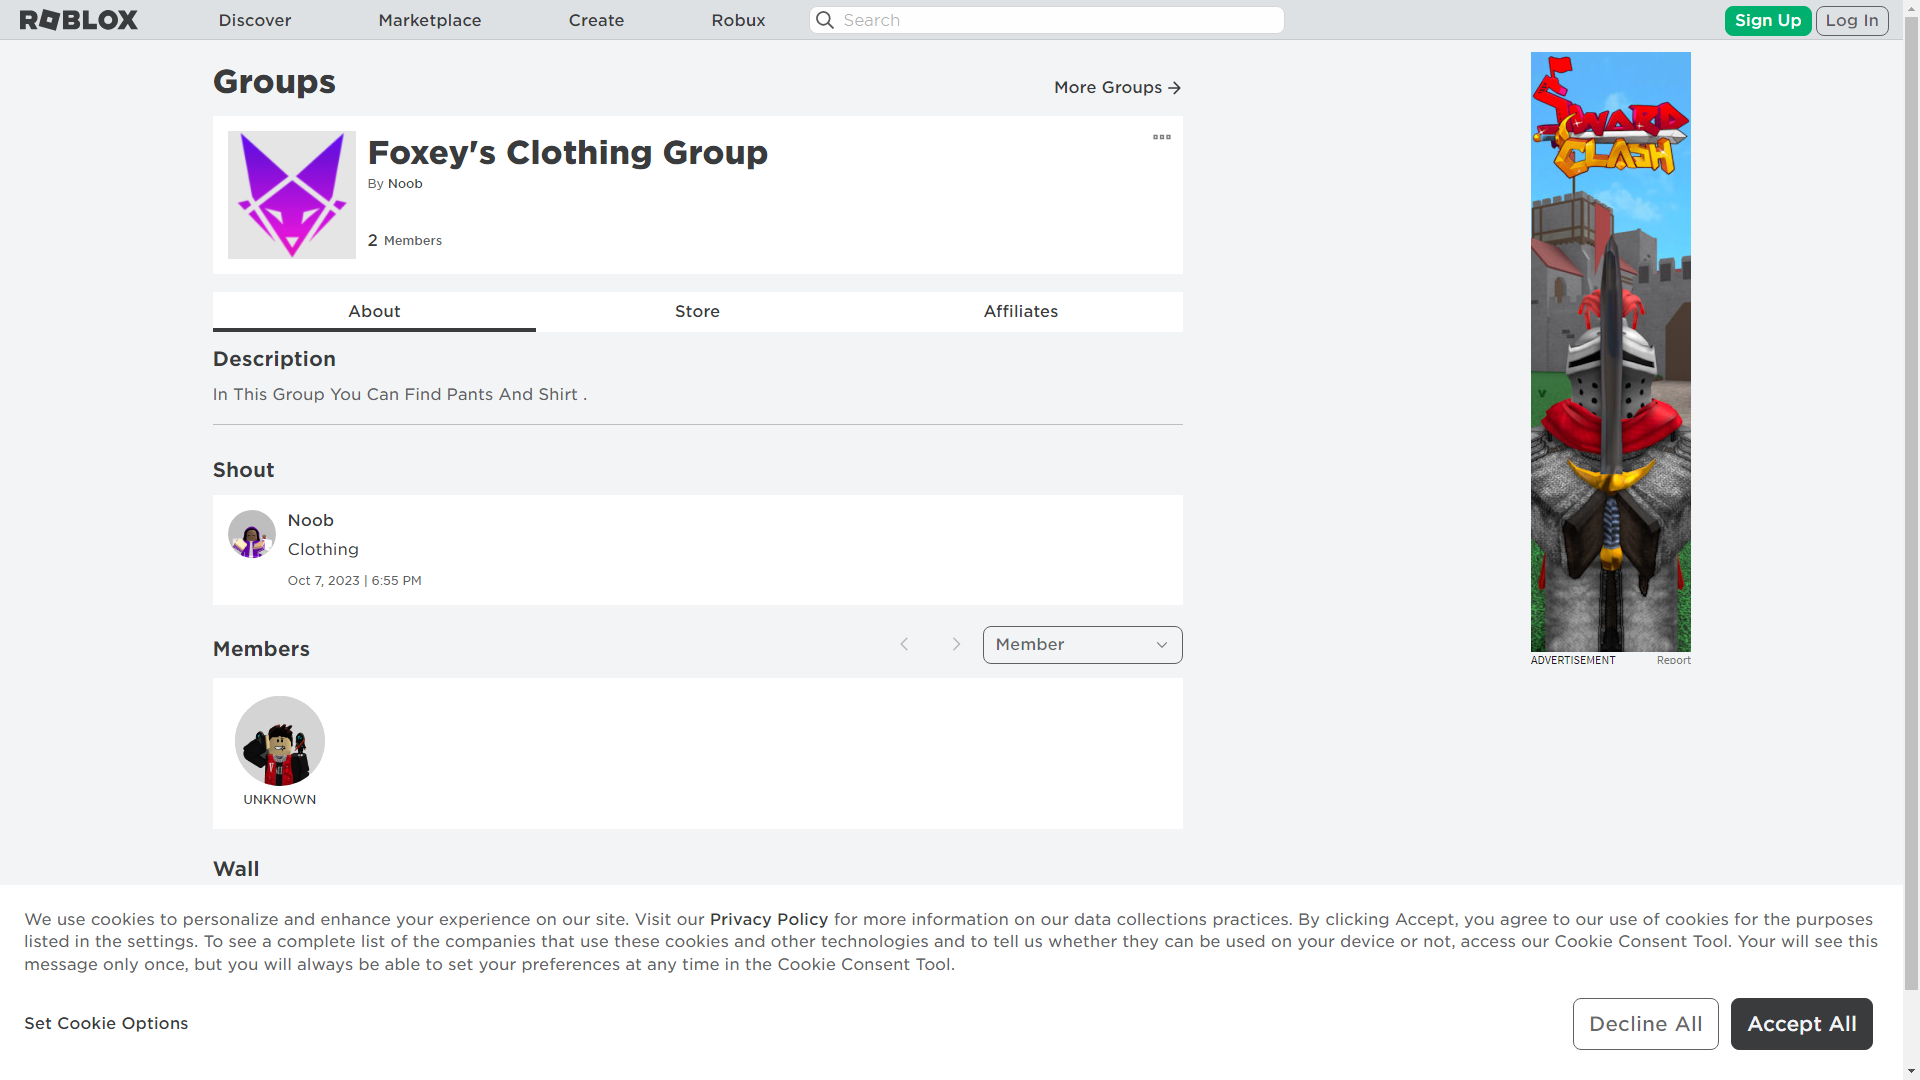 ROBLOX
Discover
Marketplace
Create
Robux
Search
Sign Up
Log In
Groups
More Groups
Foxey's Clothing Group
By Noob
2 Members
About
Store
Affiliates
Description
In This Group You Can Find Pants And Shirt .
Shout
Noob
Clothing
Oct 7, 2023 | 6:55 PM
Members
Member
UNKNOWN
Wall
SWORD
CLASH
ADVERTISEMENT
Report
We use cookies to personalize and enhance your experience on our site. Visit our Privacy Policy for more information on our data collections practices. By clicking Accept, you agree to our use of cookies for the purposes
listed in the settings. To see a complete list of the companies that use these cookies and other technologies and to tell us whether they can be used on your device or not, access our Cookie Consent Tool. Your will see this
message only once, but you will always be able to set your preferences at any time in the Cookie Consent Tool.
Set Cookie Options
Decline All
Accept All